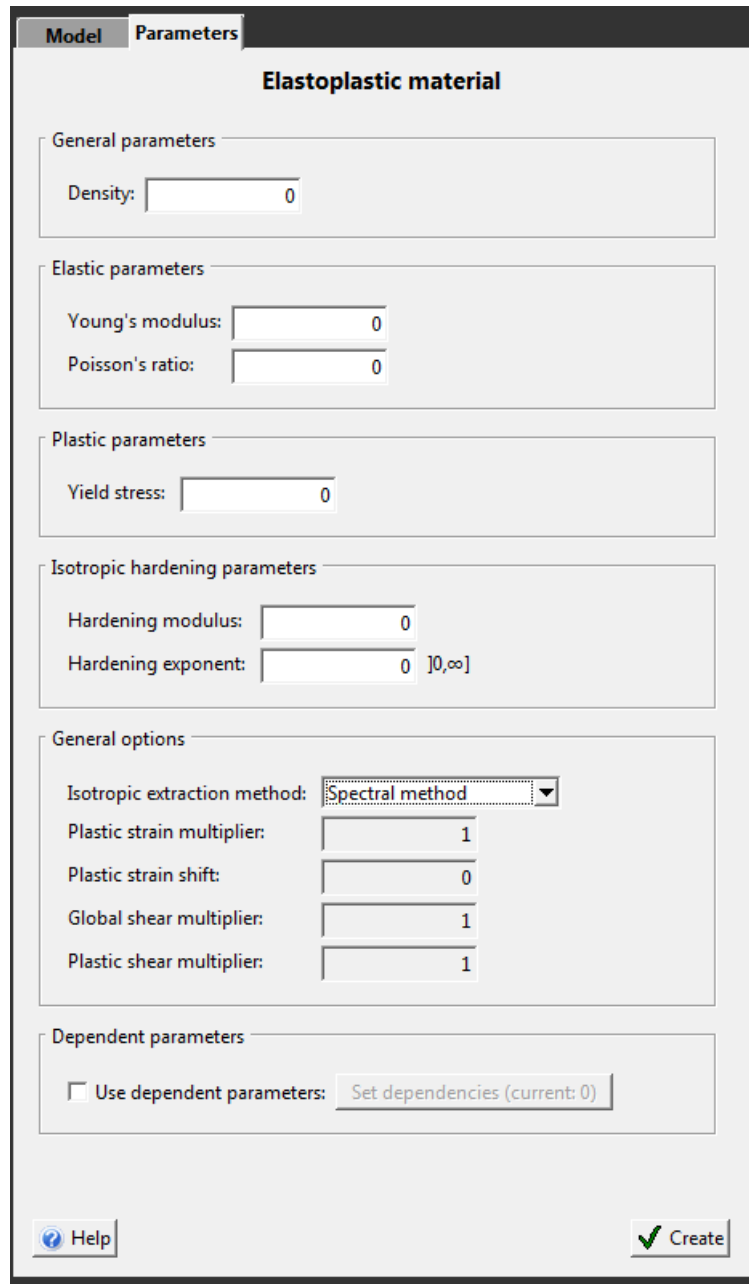 Model Parameters
Elastoplastic material
General parameters
Density: 0
Elastic parameters
Young's modulus: 0
Poisson's ratio: 0
Plastic parameters
Yield stress: 0
Isotropic hardening parameters
Hardening modulus: 0
Hardening exponent: 0 ]0,∞]
General options
Isotropic extraction method: Spectral method
Plastic strain multiplier: 1
Plastic strain shift: 0
Global shear multiplier: 1
Plastic shear multiplier: 1
Dependent parameters
Use dependent parameters: Set dependencies (current: 0)
Help Create